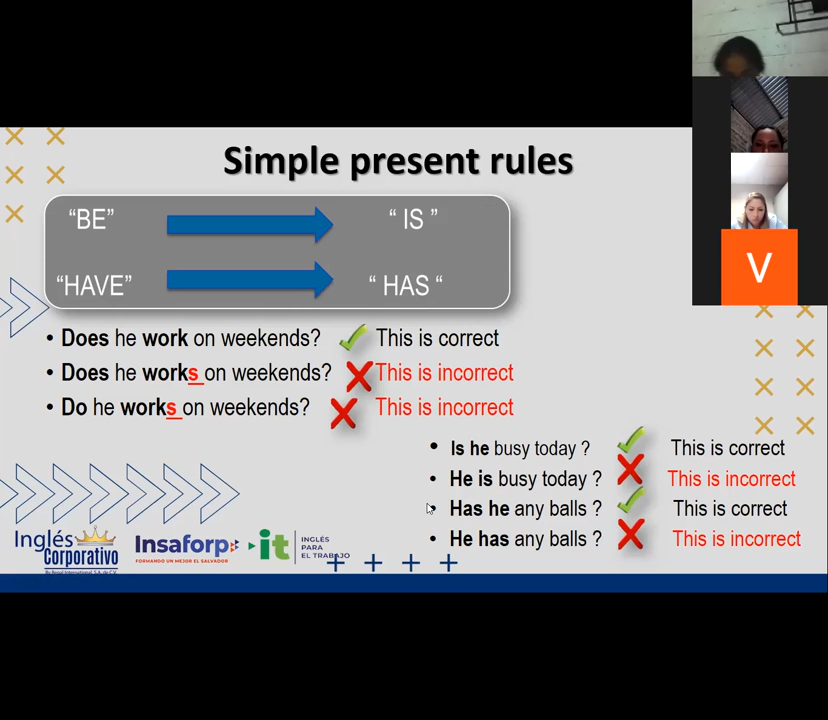 Simple present rules
“BE” “ IS ”
“HAVE” “ HAS “
• Does he work on weekends? This is correct
• Does he works on weekends? This is incorrect
• Do he works on weekends? This is incorrect
• Is he busy today ? This is correct
• He is busy today ? This is incorrect
• Has he any balls ? This is correct
• He has any balls ? This is incorrect
V
Inglés
Corporativo
Insaforp
FORMANDO UN MEJOR EL SALVADOR
it
INGLÉS
PARA
EL TRABAJO